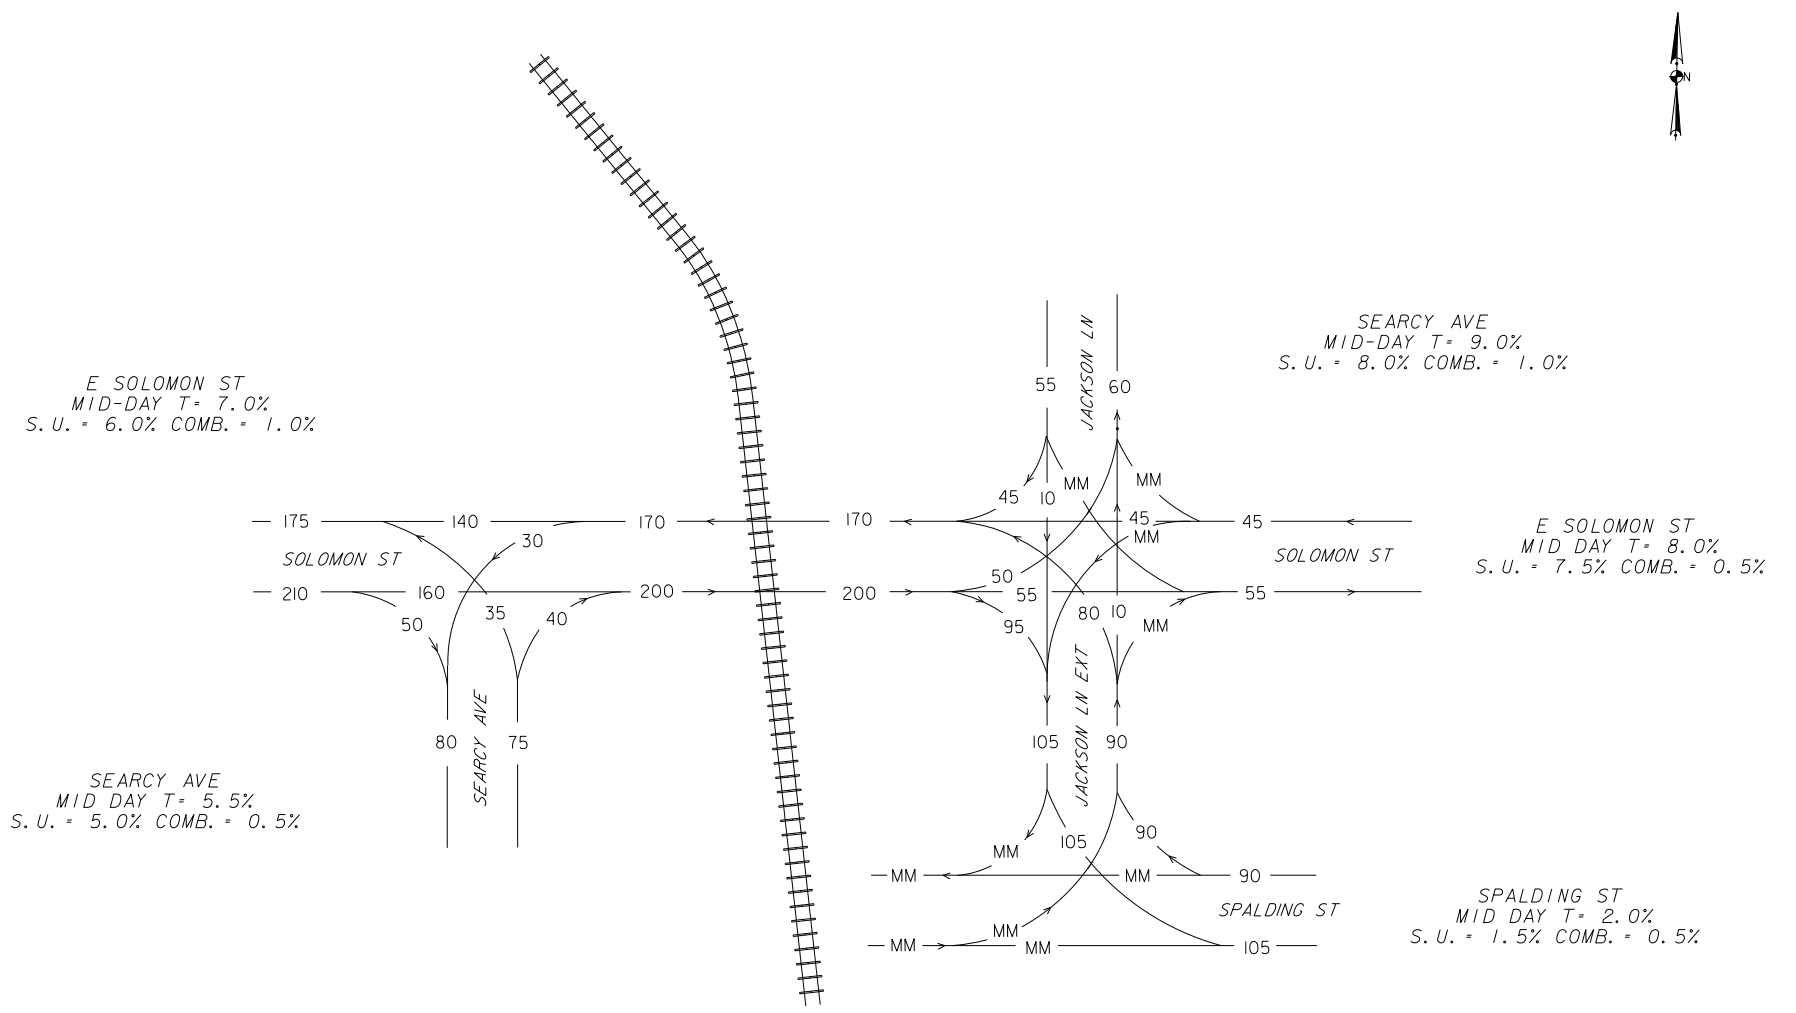 N
SEARCY AVE
MID-DAY T= 9.0%
S.U.= 8.0% COMB.= 1.0%
E SOLOMON ST
MID-DAY T= 7.0%
S.U.= 6.0% COMB.= 1.0%
JACKSON LN
55
60
MM
MM
45
10
175
140
170
170
45
45
30
MM
E SOLOMON ST
MID DAY T= 8.0%
S.U.= 7.5% COMB.= 0.5%
SOLOMON ST
SOLOMON ST
50
210
160
200
200
55
55
35
80
10
50
40
95
MM
SEARCY AVE
JACKSON LN EXT
80
75
105
90
SEARCY AVE
MID DAY T= 5.5%
S.U.= 5.0% COMB.= 0.5%
105
90
MM
MM
MM
90
SPALDING ST
SPALDING ST
MID DAY T= 2.0%
S.U.= 1.5% COMB.= 0.5%
MM
MM
MM
105